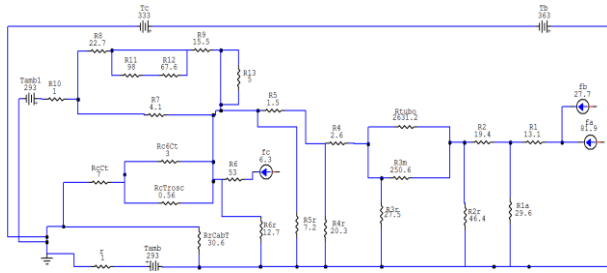 Tc
333
Tb
363
R8
22.7
R9
15.5
R11
98
R12
67.6
R13
5
Tamb1
293
R10
1
R7
4.1
R5
1.5
fb
27.7
fa
81.9
Rtubo
2631.2
R4
2.6
R2
19.4
R1
13.1
Rc6Ct
3
fc
6.3
RcCt
7
R6
53
R3m
250.6
RcTrosc
0.56
R3r
27.5
R1a
29.6
R2r
46.4
RrCabT
30.6
R6r
12.7
R5r
7.2
R4r
20.3
r
1
Tamb
293